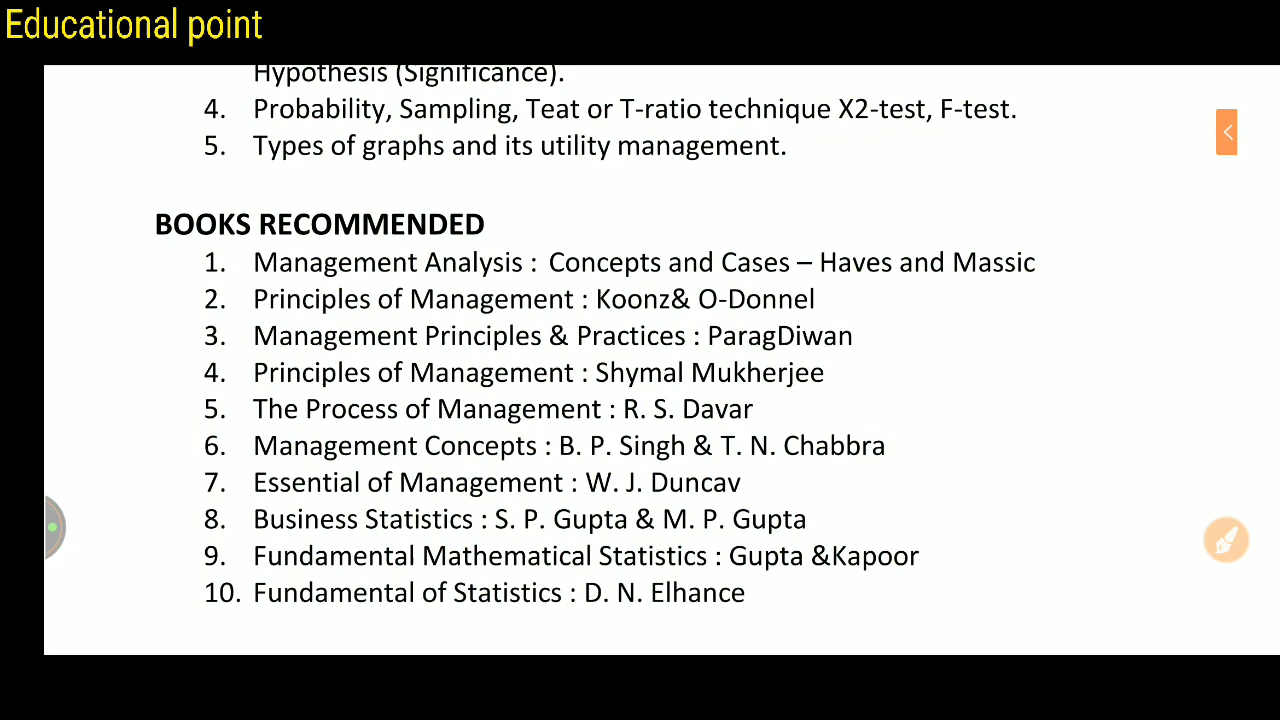 Educational point
Hypothesis (Significance).
4. Probability, Sampling, Teat or T-ratio technique X2-test, F-test.
5. Types of graphs and its utility management.
BOOKS RECOMMENDED
1. Management Analysis : Concepts and Cases – Haves and Massic
2. Principles of Management : Koonz& O-Donnel
3. Management Principles & Practices : ParagDiwan
4. Principles of Management : Shymal Mukherjee
5. The Process of Management : R. S. Davar
6. Management Concepts : B. P. Singh & T. N. Chabbra
7. Essential of Management : W. J. Duncav
8. Business Statistics : S. P. Gupta & M. P. Gupta
9. Fundamental Mathematical Statistics : Gupta &Kapoor
10. Fundamental of Statistics : D. N. Elhance